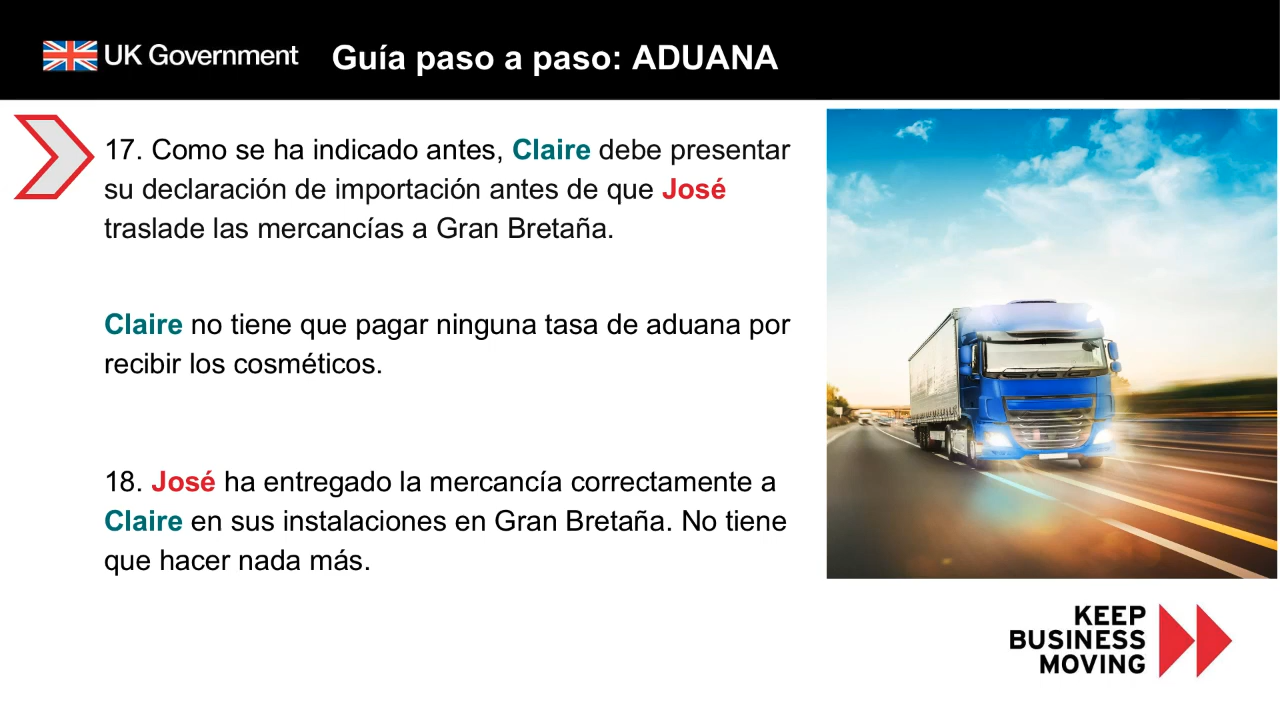 UK Government
Guía paso a paso: ADUANA
17. Como se ha indicado antes, Claire debe presentar
su declaración de importación antes de que José
traslade las mercancías a Gran Bretaña.
Claire no tiene que pagar ninguna tasa de aduana por
recibir los cosméticos.
18. José ha entregado la mercancía correctamente a
Claire en sus instalaciones en Gran Bretaña. No tiene
que hacer nada más.
KEEP
BUSINESS
MOVING